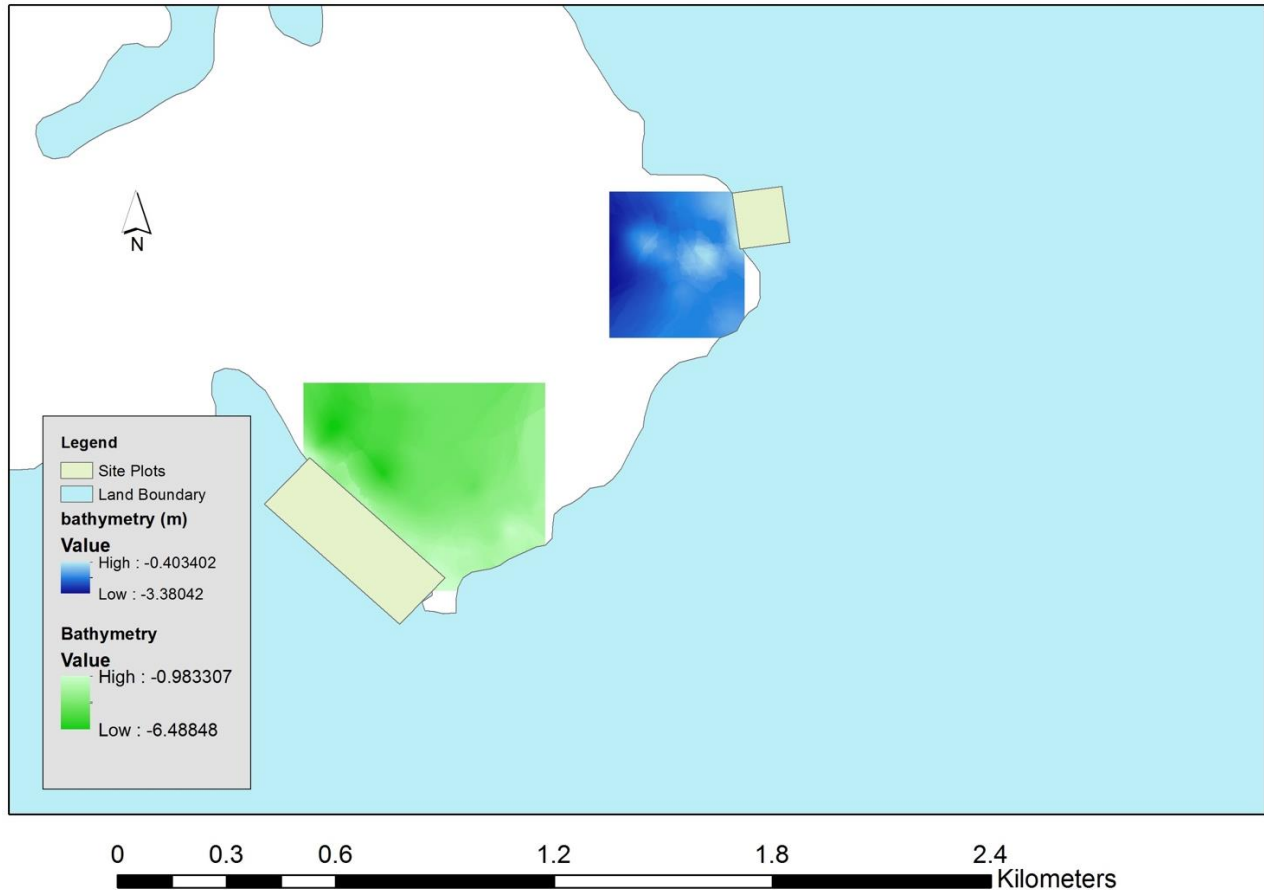 N
Legend
Site Plots
Land Boundary
bathymetry (m)
Value
High : -0.403402
Low : -3.38042
Bathymetry
Value
High : -0.983307
Low : -6.48848
0 0.3 0.6 1.2 1.8 2.4
Kilometers